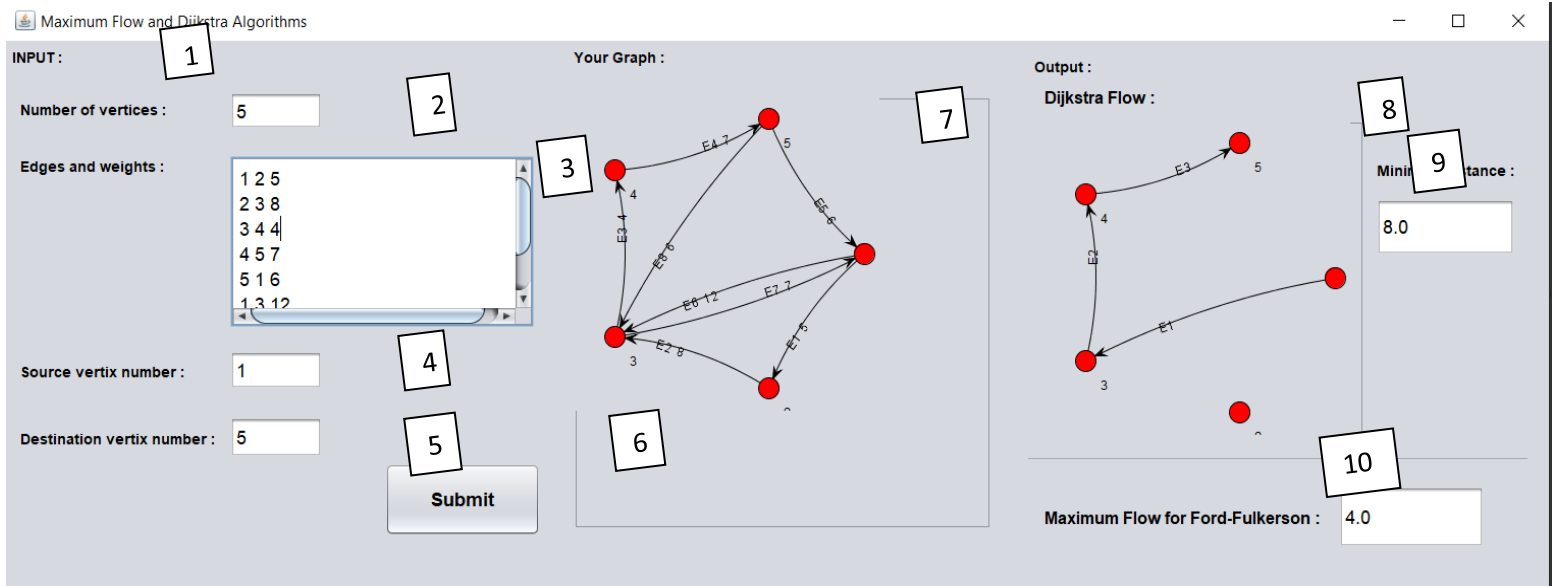 Maximum Flow and Dijkstra Algorithms
1
INPUT :
Number of vertices :
5
2
Edges and weights :
1 2 5
2 3 8
3 4 4
4 5 7
5 1 6
1 3 12
3
4
Source vertix number :
1
Destination vertix number :
5
5
Submit
Your Graph :
7
5
E4 7
4
E5 6
E3 4
E8 6
E6 12
E7 7
E1 5
E2 8
3
6
Output :
Dijkstra Flow :
8
5
E3
4
E2
E1
3
9
8.0
10
Maximum Flow for Ford-Fulkerson :
4.0